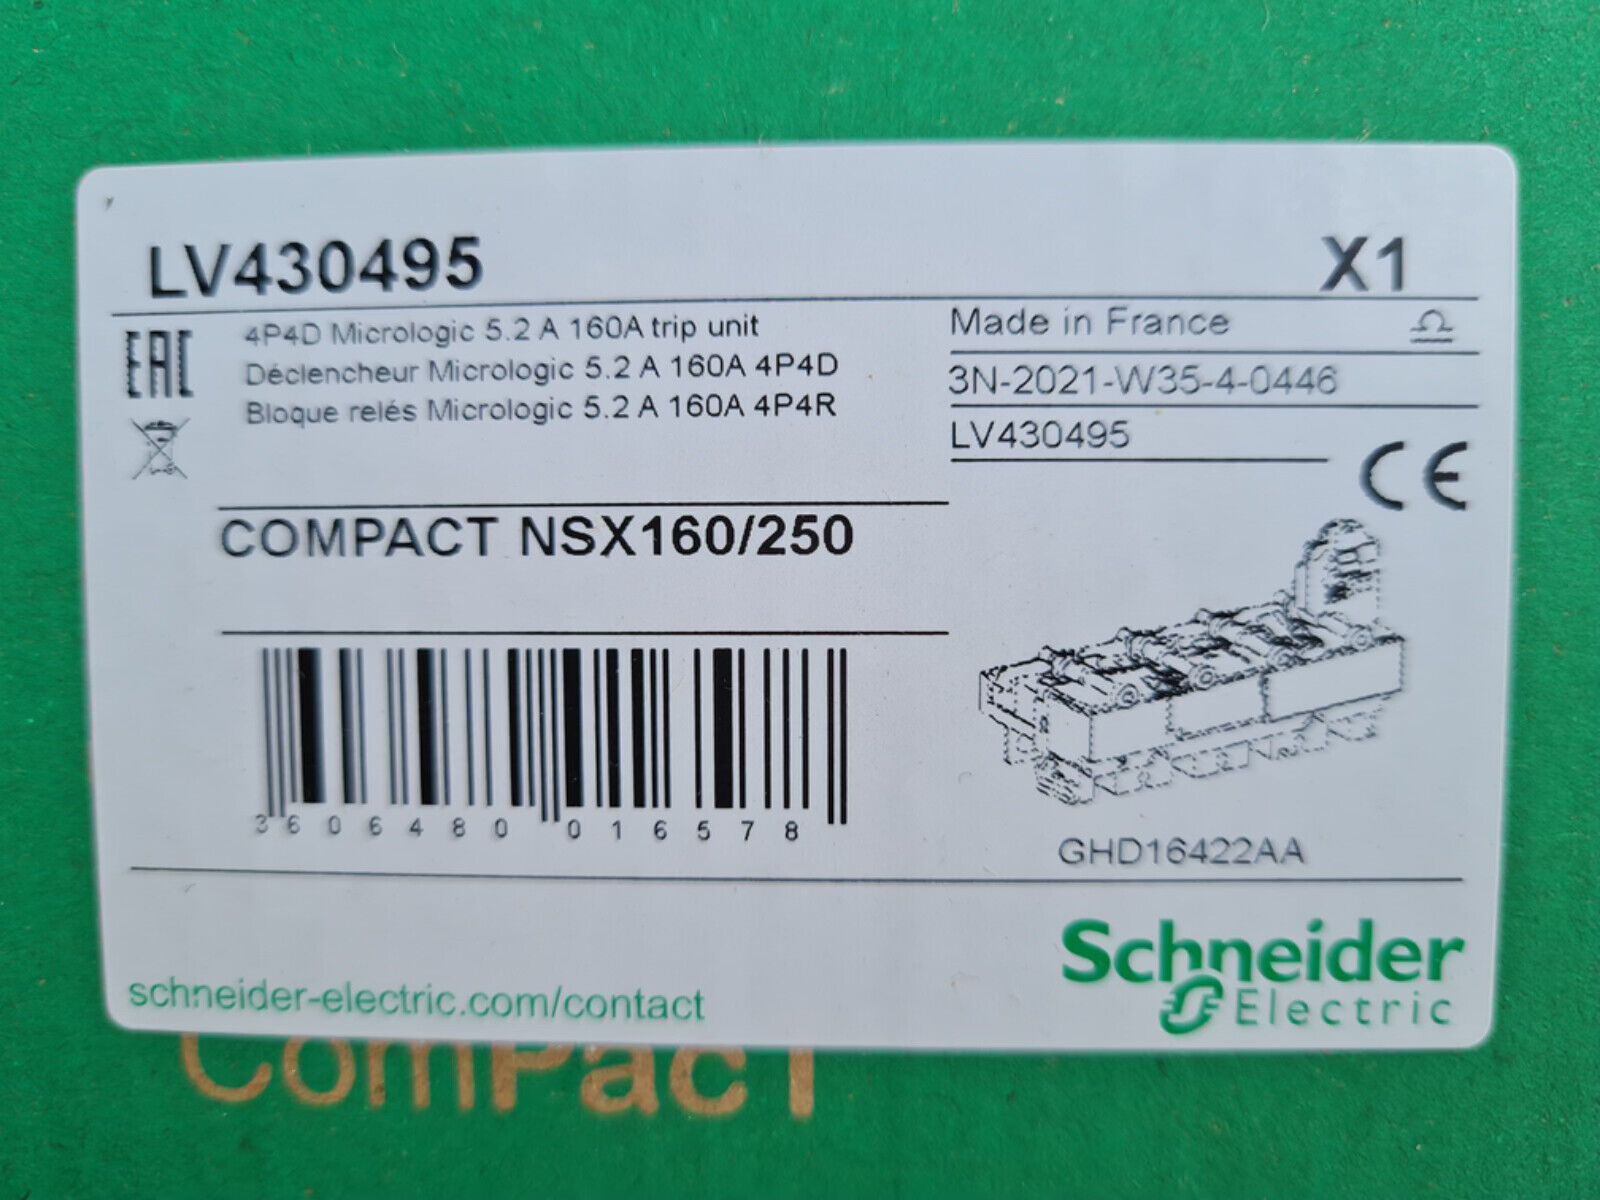 LV430495
X1
EAC
4P4D Micrologic 5.2 A 160A trip unit
Déclencheur Micrologic 5.2 A 160A 4P4D
Bloque relés Micrologic 5.2 A 160A 4P4R
Made in France
3N-2021-W35-4-0446
LV430495
CE
COMPACT NSX160/250
3606480 016578
GHD16422AA
schneider-electric.com/contact
Schneider
Electric
ComPacT